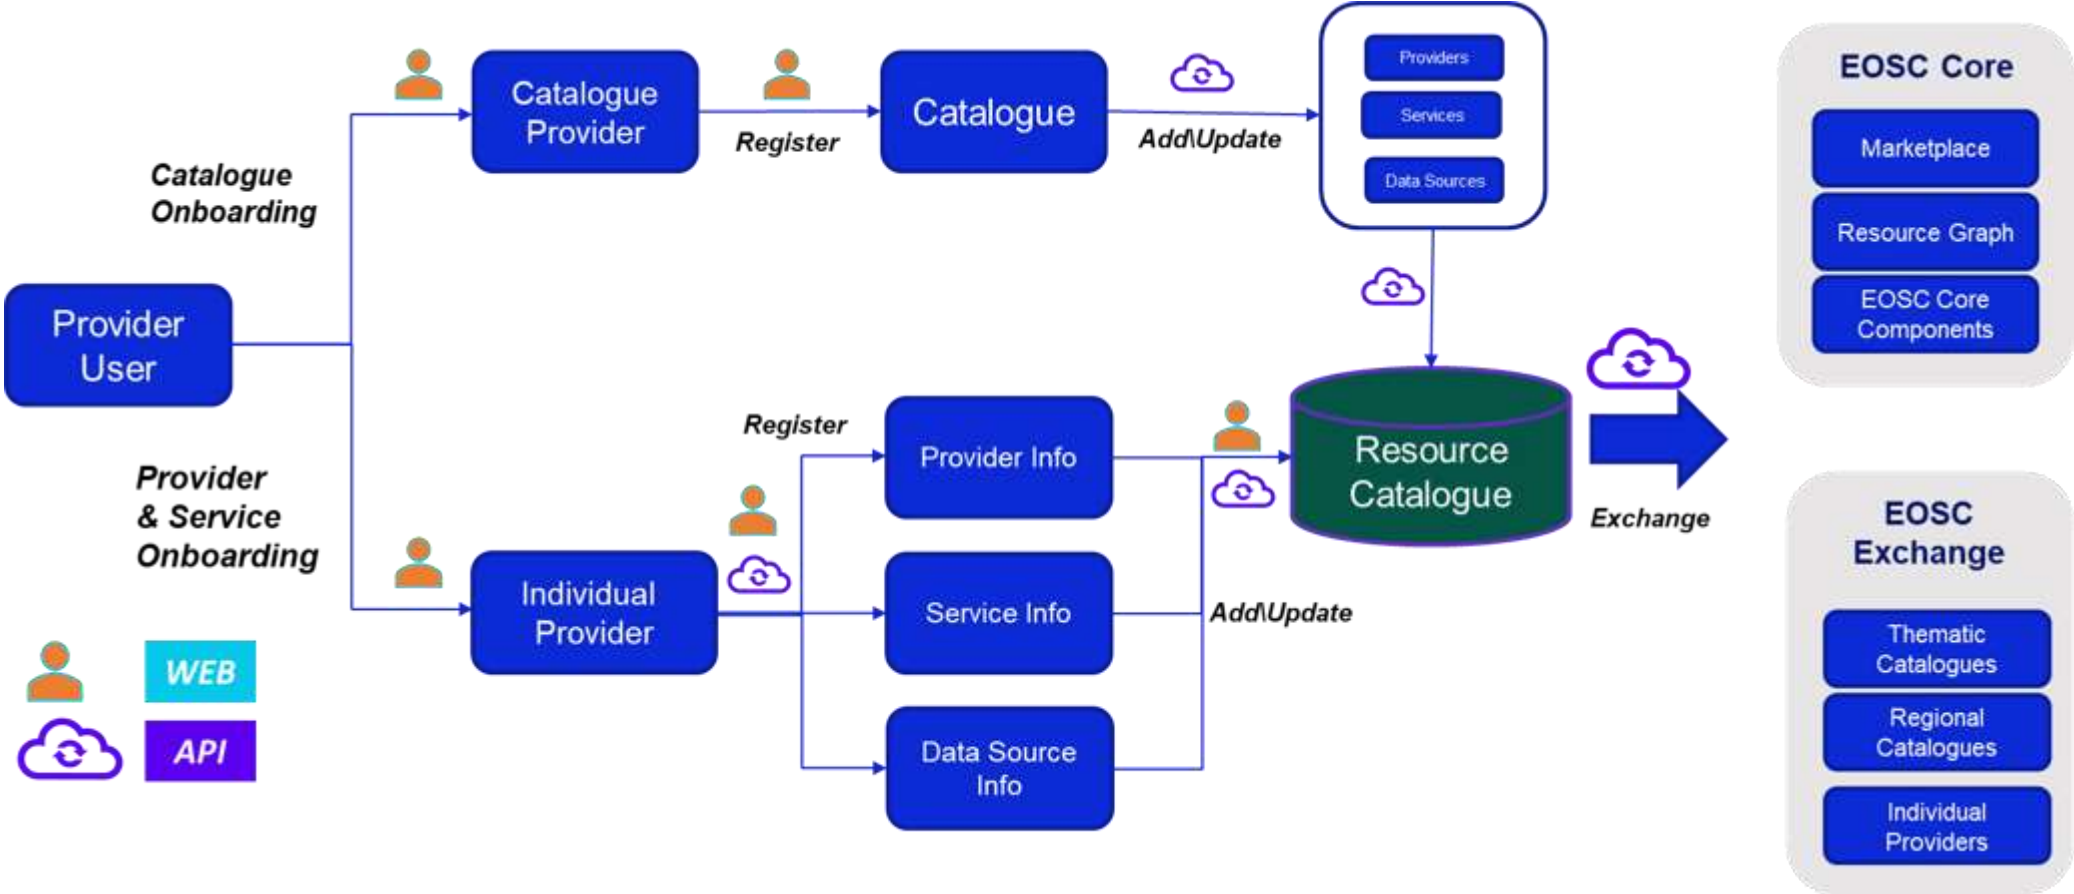 Catalogue
Provider
Register
Catalogue
Add\Update
Providers
Services
Data Sources
EOSC Core
Marketplace
Resource Graph
EOSC Core
Components
Catalogue
Onboarding
Provider
User
Provider
& Service
Onboarding
Individual
Provider
Register
Provider Info
Service Info
Data Source
Info
Add\Update
Resource
Catalogue
Exchange
EOSC
Exchange
Thematic
Catalogues
Regional
Catalogues
Individual
Providers
WEB
API